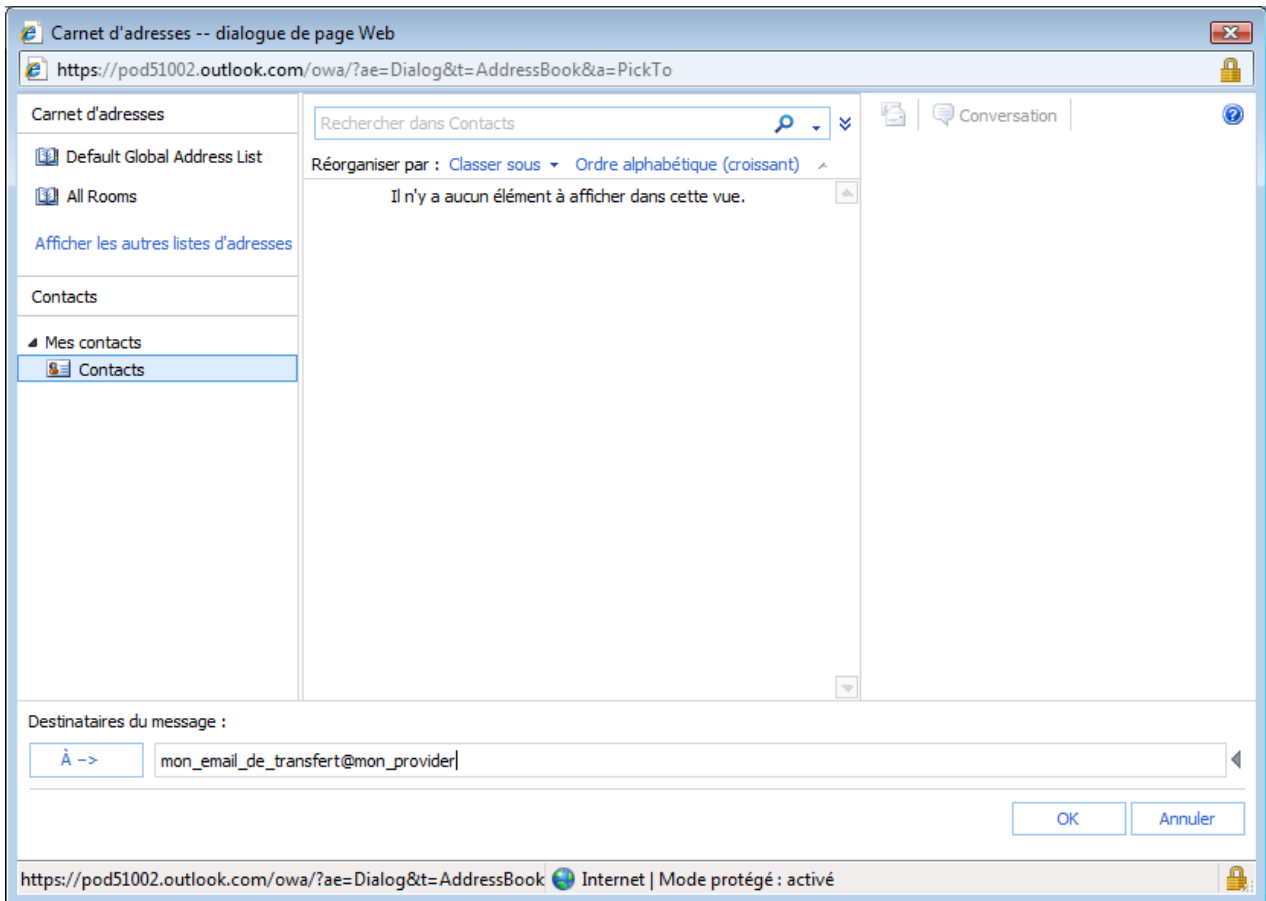 Carnet d'adresses -- dialogue de page Web
https://pod51002.outlook.com/owa/?ae=Dialog&t=AddressBook&a=PickTo
Carnet d'adresses
Default Global Address List
All Rooms
Afficher les autres listes d'adresses
Contacts
Mes contacts
Contacts
Rechercher dans Contacts
Réorganiser par : Classer sous Ordre alphabétique (croissant)
Il n'y a aucun élément à afficher dans cette vue.
Conversation
Destinataires du message :
À -> mon_email_de_transfert@mon_provider
OK Annuler
https://pod51002.outlook.com/owa/?ae=Dialog&t=AddressBook Internet | Mode protégé : activé